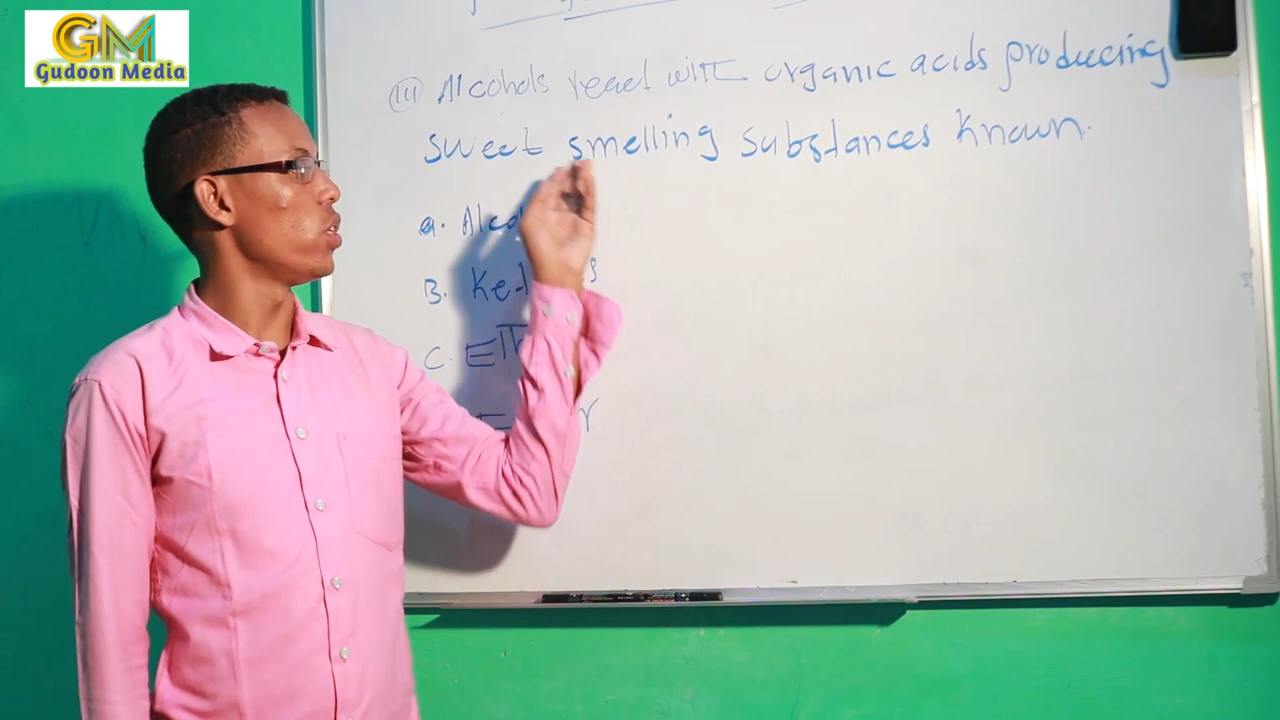 GM
Gudoon Media
(III) Alcohols react with organic acids producing
sweet smelling substances known.
a.
B.
C.